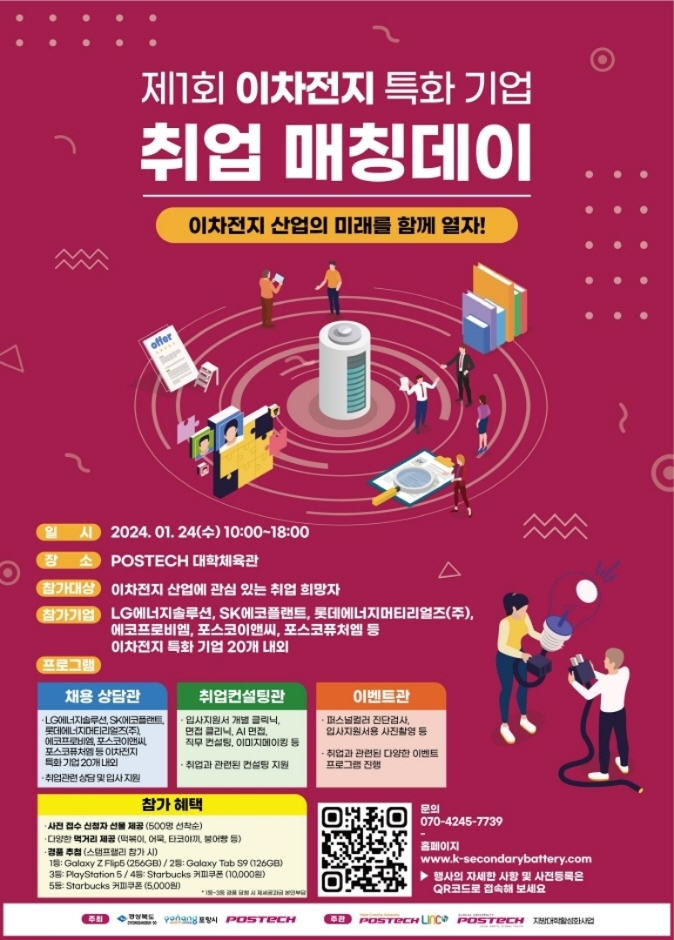 제1회 이차전지 특화 기업
취업 매칭데이
이차전지 산업의 미래를 함께 열자!
offer
일 시 2024. 01. 24(수) 10:00~18:00
장 소 POSTECH 대학체육관
참가대상 이차전지 산업에 관심 있는 취업 희망자
참가기업 LG에너지솔루션, SK에코플랜트, 롯데에너지머티리얼즈(주),
에코프로비엠, 포스코이앤씨, 포스코퓨처엠 등
이차전지 특화 기업 20개 내외
프로그램
채용 상담관
· LG에너지솔루션, SK에코플랜트,
롯데에너지머티리얼즈(주),
에코프로비엠, 포스코이앤씨,
포스코퓨처엠 등 이차전지
특화 기업 20개 내외
· 취업관련 상담 및 입사 지원
취업컨설팅관
· 입사지원서 개별 클리닉,
면접 클리닉, AI 면접,
직무 컨설팅, 이미지메이킹 등
· 취업과 관련된 컨설팅 지원
이벤트관
· 퍼스널컬러 진단검사,
입사지원서용 사진촬영 등
· 취업과 관련된 다양한 이벤트
프로그램 진행
참가 혜택
· 사전 접수 신청자 선물 제공 (500명 선착순)
· 다양한 먹거리 제공 (떡볶이, 어묵, 타코야끼, 붕어빵 등)
· 경품 추첨 (스탬프랠리 참가 시)
1등: Galaxy Z Flip5 (256GB) / 2등: Galaxy Tab S9 (126GB)
3등: PlayStation 5 / 4등: Starbucks 커피쿠폰 (10,000원)
5등: Starbucks 커피쿠폰 (5,000원)
* 1등~3등 경품 당첨 시 제세공과금 본인부담
문의
070-4245-7739
-
홈페이지
www.k-secondarybattery.com
▶ 행사의 자세한 사항 및 사전등록은
QR코드로 접속해 보세요
주최 경상북도 포항시 POSTECH 주관 POSTECH LINC POSTECH 지방대학활성화사업